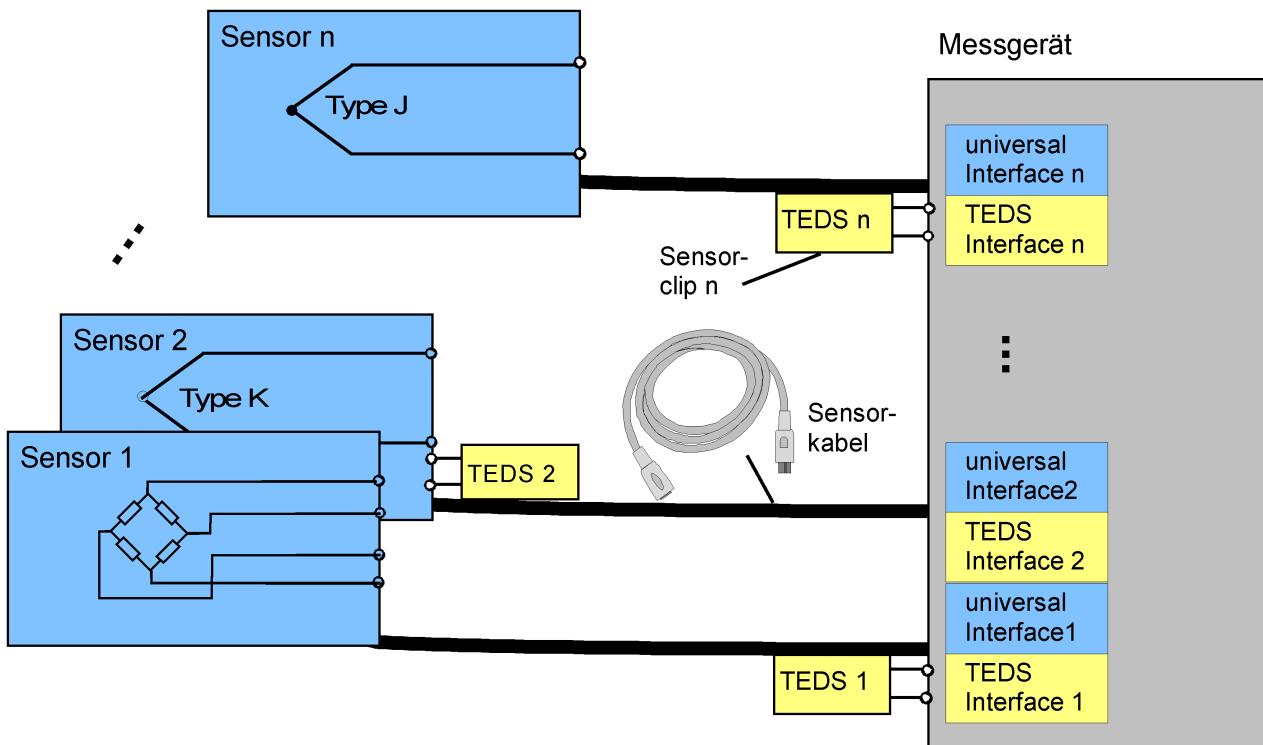 Sensor n
Type J
Messgerät
universal
Interface n
TEDS
Interface n
TEDS n
Sensor-
clip n
Sensor 2
Type K
Sensor 1
TEDS 2
Sensor-
kabel
universal
Interface2
TEDS
Interface 2
universal
Interface1
TEDS
Interface 1
TEDS 1